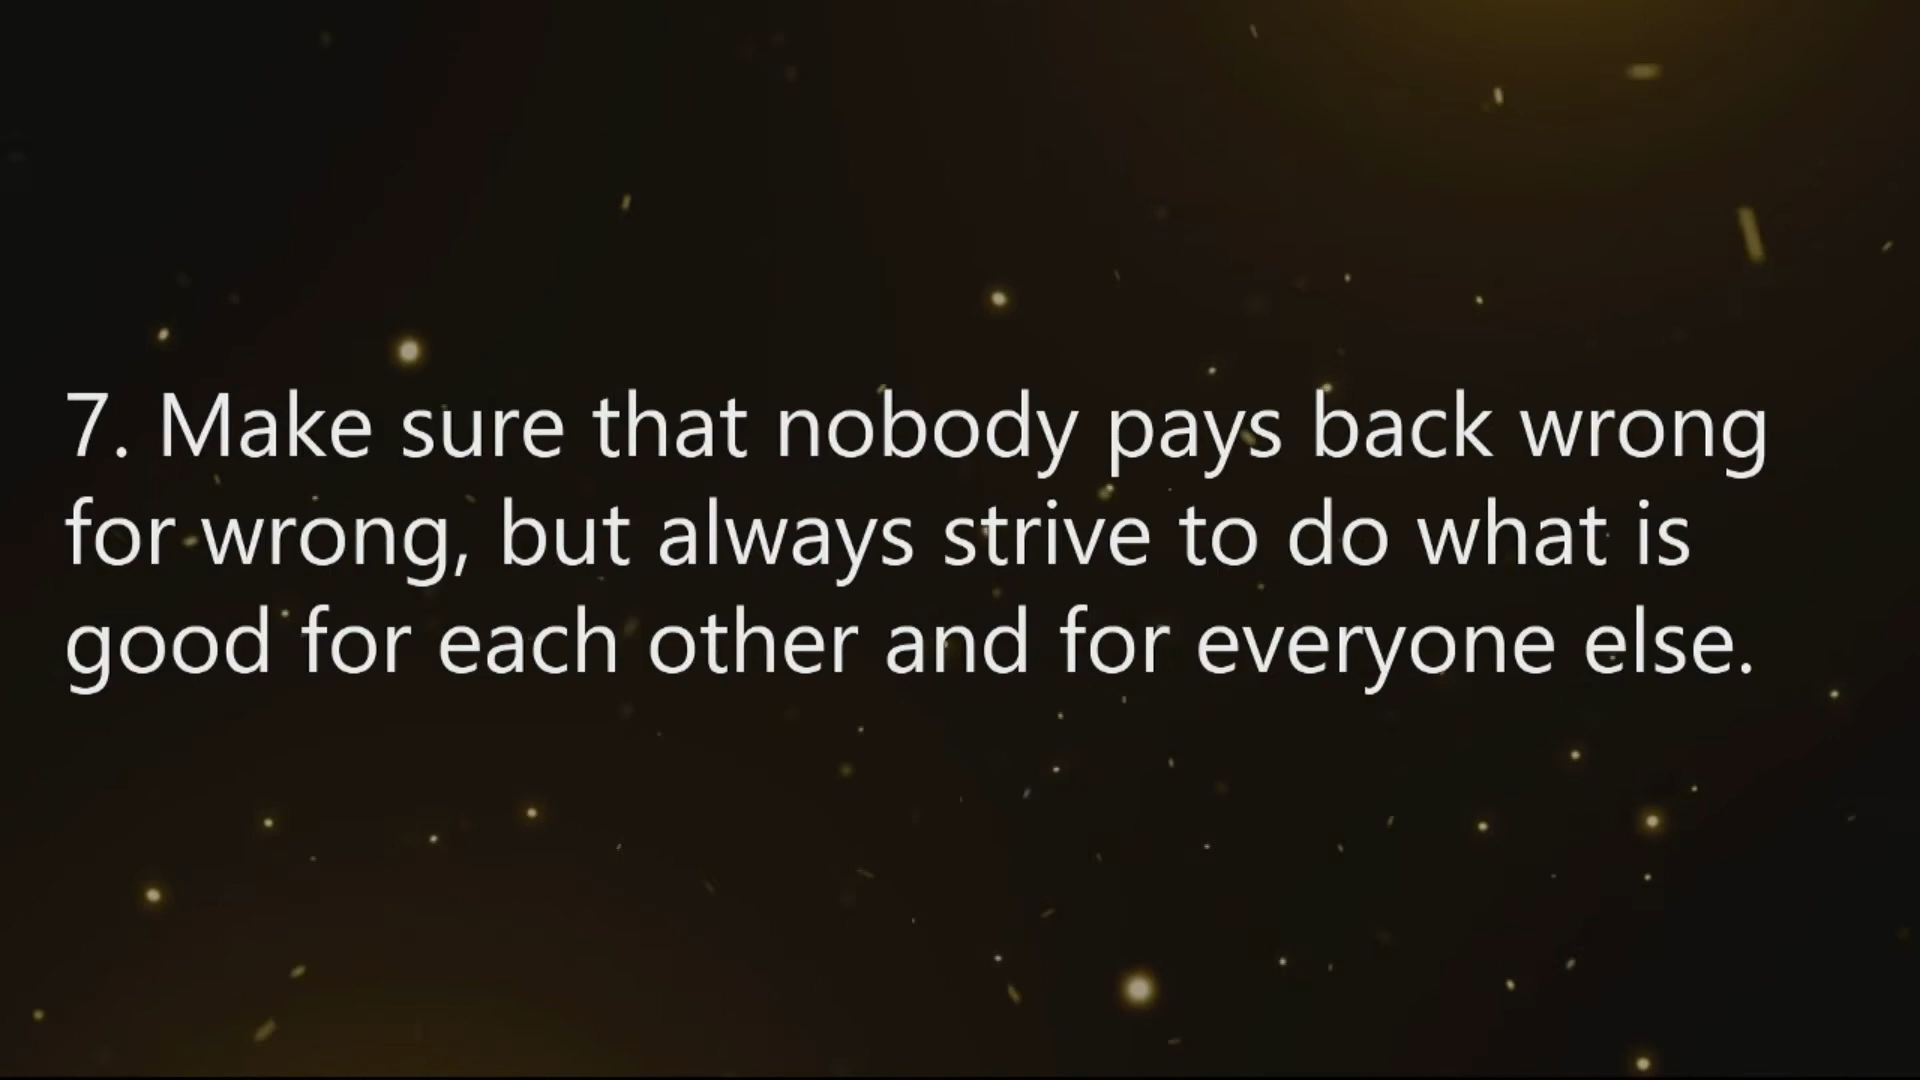 7. Make sure that nobody pays back wrong
for wrong, but always strive to do what is
good for each other and for everyone else.